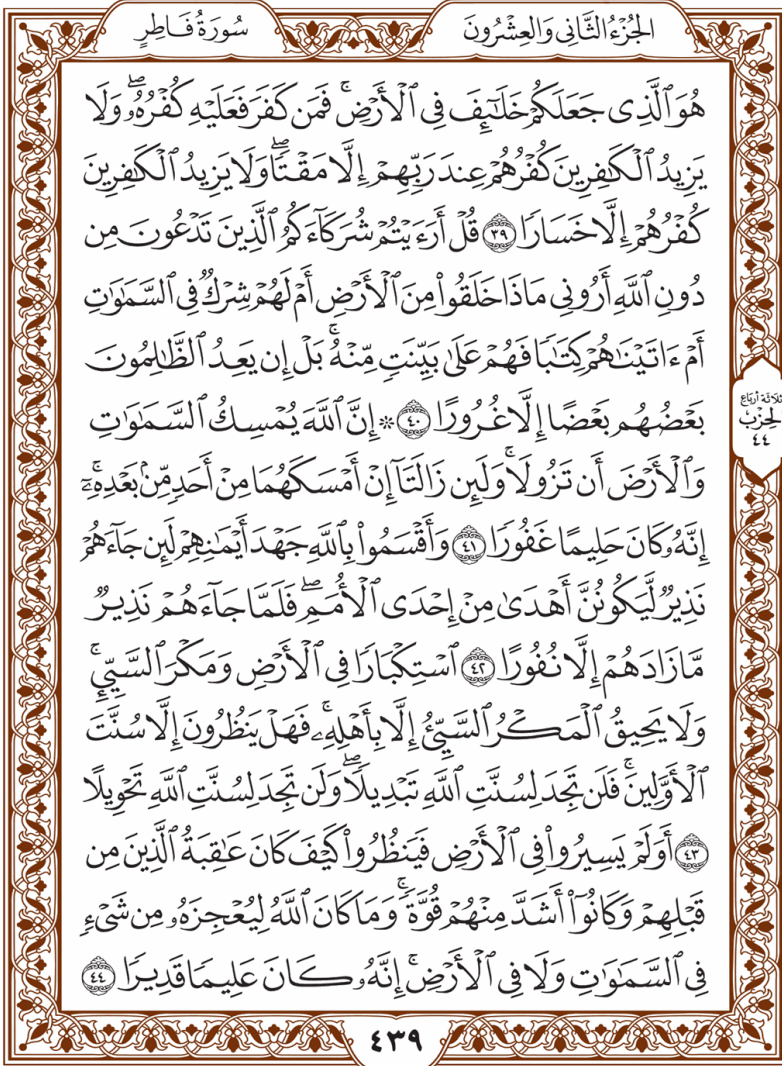 الجُزْءُ الثَّانِي وَالعِشْرُونَ
سُورَةُ فَاطِرٍ
هُوَ ٱلَّذِى جَعَلَكُمْ خَلَـٰٓئِفَ فِى ٱلْأَرْضِۚ فَمَن كَفَرَ فَعَلَيْهِ كُفْرُهُۥۖ وَلَا
يَزِيدُ ٱلْكَـٰفِرِينَ كُفْرُهُمْ عِندَ رَبِّهِمْ إِلَّا مَقْتًاۖ وَلَا يَزِيدُ ٱلْكَـٰفِرِينَ
كُفْرُهُمْ إِلَّا خَسَارًا ٣٩ قُلْ أَرَءَيْتُمْ شُرَكَآءَكُمُ ٱلَّذِينَ تَدْعُونَ مِن
دُونِ ٱللَّهِ أَرُونِى مَاذَا خَلَقُوا۟ مِنَ ٱلْأَرْضِ أَمْ لَهُمْ شِرْكٌ فِى ٱلسَّمَـٰوَٰتِ
أَمْ ءَاتَيْنَـٰهُمْ كِتَـٰبًا فَهُمْ عَلَىٰ بَيِّنَتٍ مِّنْهُۚ بَلْ إِن يَعِدُ ٱلظَّـٰلِمُونَ
بَعْضُهُم بَعْضًا إِلَّا غُرُورًا ٤٠ ۞ إِنَّ ٱللَّهَ يُمْسِكُ ٱلسَّمَـٰوَٰتِ
وَٱلْأَرْضَ أَن تَزُولَاۚ وَلَئِن زَالَتَآ إِنْ أَمْسَكَهُمَا مِنْ أَحَدٍ مِّنۢ بَعْدِهِۦٓۚ
إِنَّهُۥ كَانَ حَلِيمًا غَفُورًا ٤١ وَأَقْسَمُوا۟ بِٱللَّهِ جَهْدَ أَيْمَـٰنِهِمْ لَئِن جَآءَهُمْ
نَذِيرٌ لَّيَكُونُنَّ أَهْدَىٰ مِنْ إِحْدَى ٱلْأُمَمِۖ فَلَمَّا جَآءَهُمْ نَذِيرٌ
مَّا زَادَهُمْ إِلَّا نُفُورًا ٤٢ ٱسْتِكْبَارًا فِى ٱلْأَرْضِ وَمَكْرَ ٱلسَّيِّئِۚ
وَلَا يَحِيقُ ٱلْمَكْرُ ٱلسَّيِّئُ إِلَّا بِأَهْلِهِۦۚ فَهَلْ يَنظُرُونَ إِلَّا سُنَّتَ
ٱلْأَوَّلِينَۚ فَلَن تَجِدَ لِسُنَّتِ ٱللَّهِ تَبْدِيلًاۖ وَلَن تَجِدَ لِسُنَّتِ ٱللَّهِ تَحْوِيلًا
٤٣ أَوَلَمْ يَسِيرُوا۟ فِى ٱلْأَرْضِ فَيَنظُرُوا۟ كَيْفَ كَانَ عَـٰقِبَةُ ٱلَّذِينَ مِن
قَبْلِهِمْ وَكَانُوٓا۟ أَشَدَّ مِنْهُمْ قُوَّةًۚ وَمَا كَانَ ٱللَّهُ لِيُعْجِزَهُۥ مِن شَىْءٍ
فِى ٱلسَّمَـٰوَٰتِ وَلَا فِى ٱلْأَرْضِۚ إِنَّهُۥ كَانَ عَلِيمًا قَدِيرًا ٤٤
ثلاثة أرباع
الحِزْب
٤٤
٤٣٩